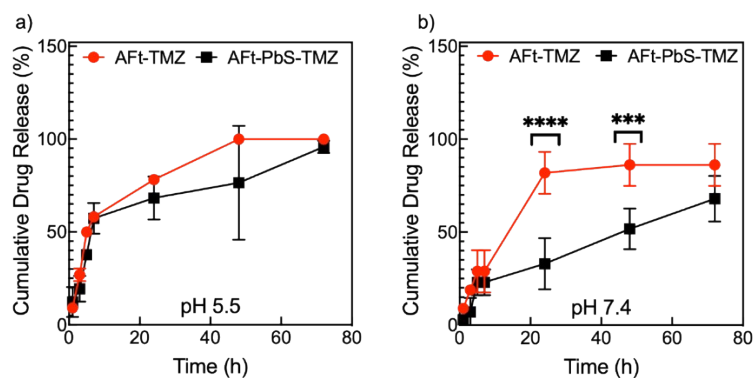 a)
Cumulative Drug Release (%)
150
100
50
0
AFt-TMZ AFt-PbS-TMZ
pH 5.5
0 20 40 60 80
Time (h)
b)
Cumulative Drug Release (%)
150
100
50
0
AFt-TMZ AFt-PbS-TMZ
**** ***
pH 7.4
0 20 40 60 80
Time (h)